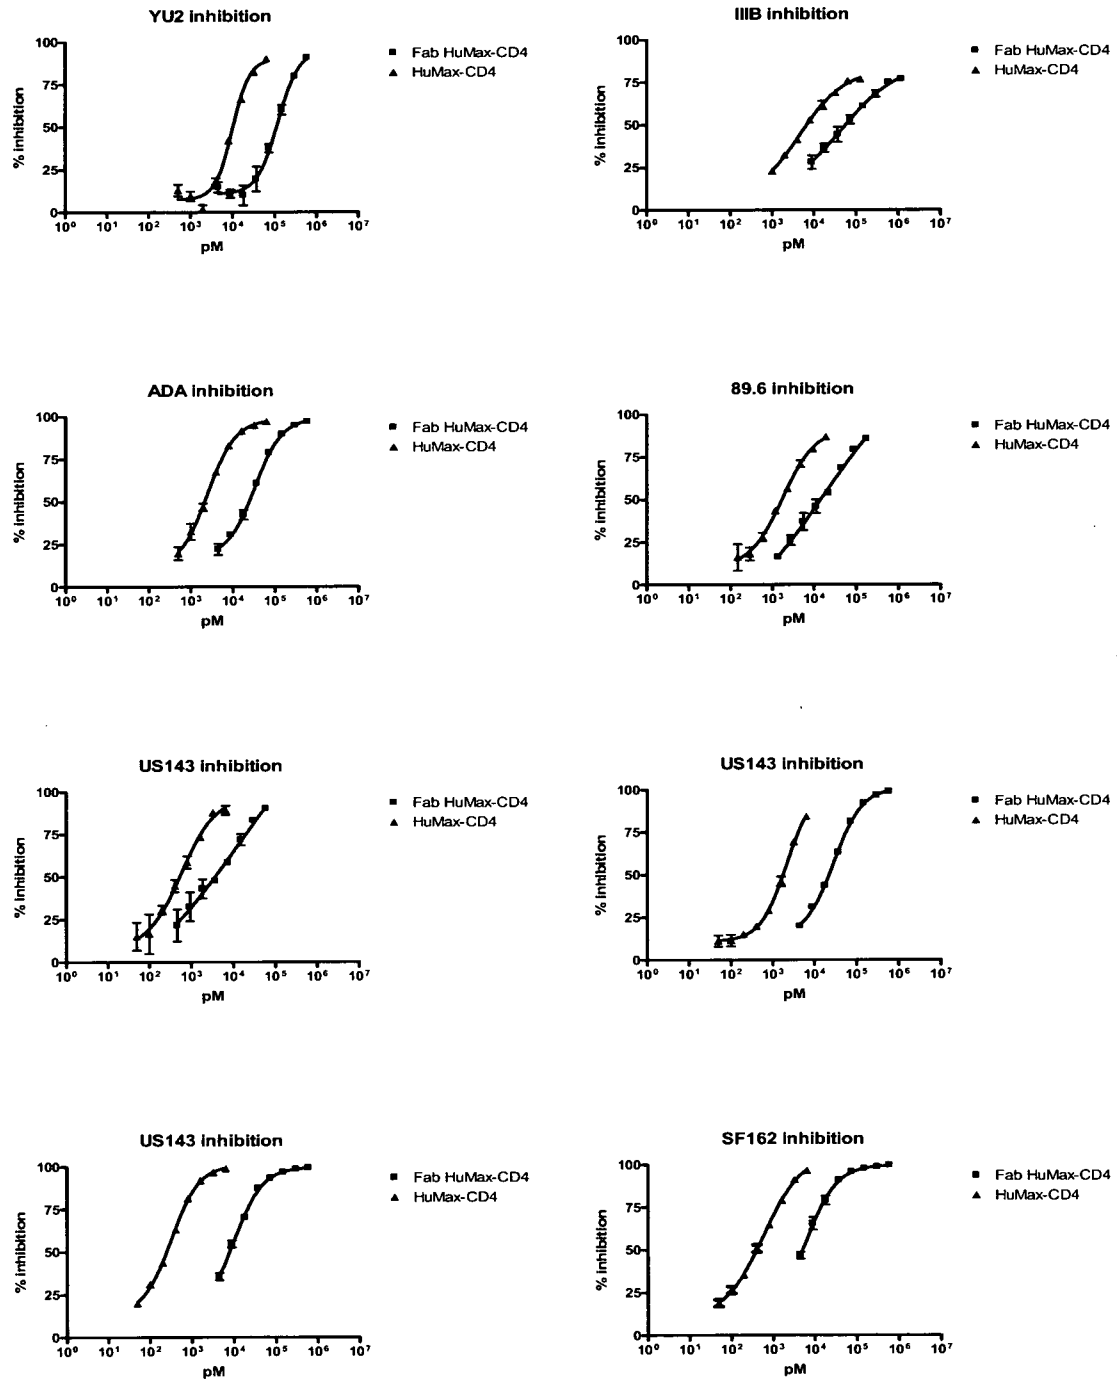 YU2 inhibition
100
75
50
25
0
% inhibition
10⁰ 10¹ 10² 10³ 10⁴ 10⁵ 10⁶ 10⁷
pM
Fab HuMax-CD4
HuMax-CD4
IIIB inhibition
100
75
50
25
0
% inhibition
10⁰ 10¹ 10² 10³ 10⁴ 10⁵ 10⁶ 10⁷
pM
Fab HuMax-CD4
HuMax-CD4
ADA inhibition
100
75
50
25
0
% inhibition
10⁰ 10¹ 10² 10³ 10⁴ 10⁵ 10⁶ 10⁷
pM
Fab HuMax-CD4
HuMax-CD4
89.6 inhibition
100
75
50
25
0
% inhibition
10⁰ 10¹ 10² 10³ 10⁴ 10⁵ 10⁶ 10⁷
pM
Fab HuMax-CD4
HuMax-CD4
US143 inhibition
100
75
50
25
0
% inhibition
10⁰ 10¹ 10² 10³ 10⁴ 10⁵ 10⁶ 10⁷
pM
Fab HuMax-CD4
HuMax-CD4
US143 inhibition
100
75
50
25
0
% inhibition
10⁰ 10¹ 10² 10³ 10⁴ 10⁵ 10⁶ 10⁷
pM
Fab HuMax-CD4
HuMax-CD4
US143 inhibition
100
75
50
25
0
% inhibition
10⁰ 10¹ 10² 10³ 10⁴ 10⁵ 10⁶ 10⁷
pM
Fab HuMax-CD4
HuMax-CD4
SF162 inhibition
100
75
50
25
0
% inhibition
10⁰ 10¹ 10² 10³ 10⁴ 10⁵ 10⁶ 10⁷
pM
Fab HuMax-CD4
HuMax-CD4